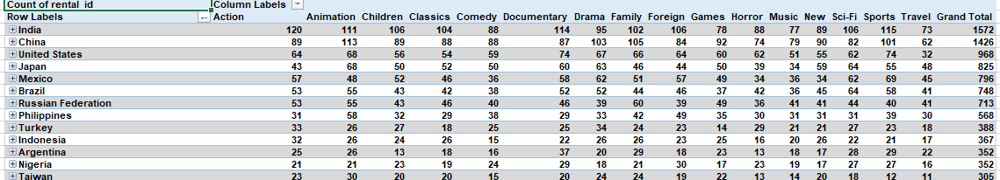 Count of rental_id Column Labels
Row Labels Action Animation Children Classics Comedy Documentary Drama Family Foreign Games Horror Music New Sci-Fi Sports Travel Grand Total
India 120 111 106 104 88 114 95 102 106 78 88 77 89 106 115 73 1572
China 89 113 89 88 88 87 103 105 84 92 74 79 90 82 101 62 1426
United States 64 68 56 54 59 74 67 66 64 60 62 51 55 62 74 32 968
Japan 43 68 50 52 50 60 63 46 44 50 39 34 59 64 55 48 825
Mexico 57 48 52 46 36 58 62 51 57 49 34 36 34 62 69 45 796
Brazil 53 55 43 42 38 52 52 44 46 37 42 36 45 64 58 41 748
Russian Federation 53 55 43 46 40 46 39 60 39 49 36 41 41 44 40 41 713
Philippines 31 58 32 29 38 29 33 42 49 35 30 31 31 31 39 30 568
Turkey 33 26 27 18 25 25 34 24 23 14 29 21 21 27 23 18 388
Indonesia 32 26 24 26 15 22 26 26 23 25 16 20 26 22 21 17 367
Argentina 25 26 13 18 16 37 20 29 18 23 13 18 17 28 29 22 352
Nigeria 21 21 23 19 24 29 18 21 30 17 23 19 17 27 27 16 352
Taiwan 23 30 20 20 15 20 24 24 19 22 13 14 20 18 12 11 305